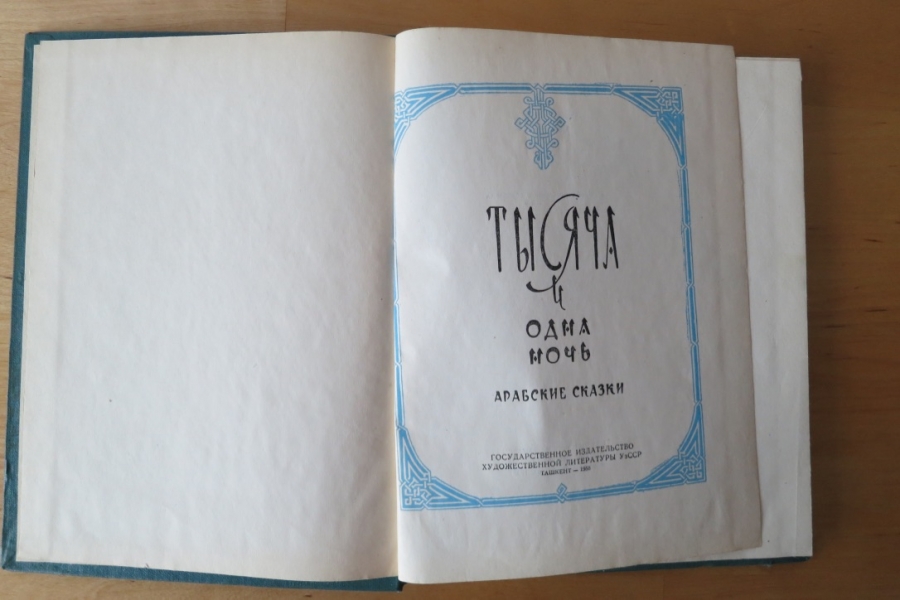 ТЫСЯЧА
И
ОДНА
НОЧЬ
АРАБСКИЕ СКАЗКИ
ГОСУДАРСТВЕННОЕ ИЗДАТЕЛЬСТВО
ХУДОЖЕСТВЕННОЙ ЛИТЕРАТУРЫ УзССР
ТАШКЕНТ —